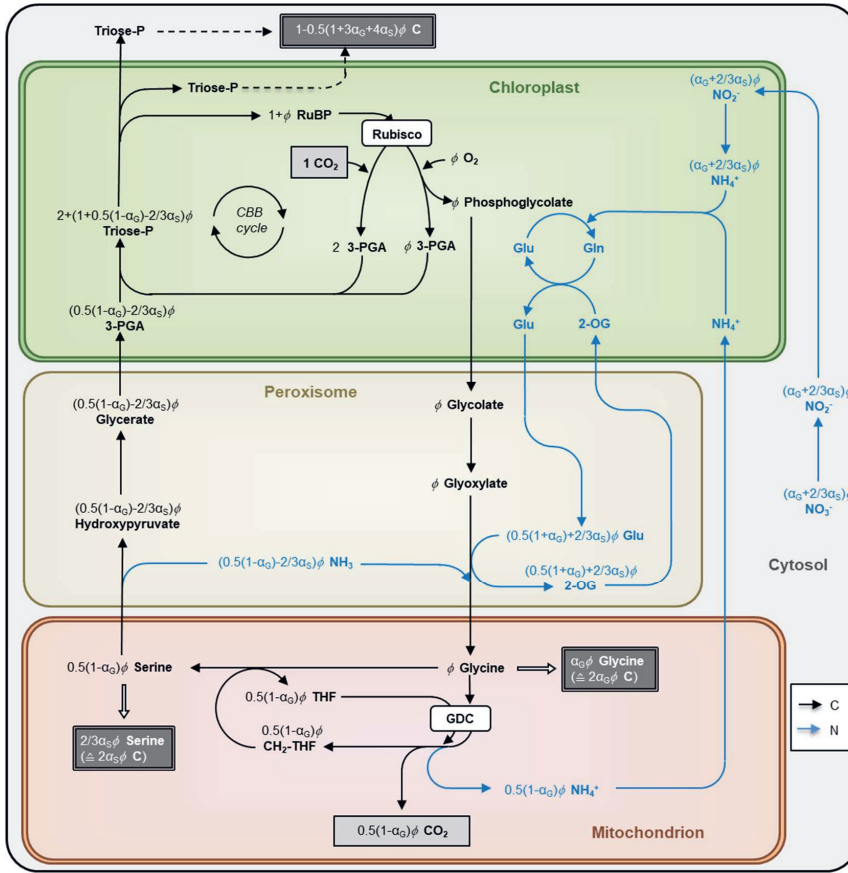 Triose-P
1-0.5(1+3αG+4αS)ϕ C
Chloroplast
Triose-P
(αG+2/3αS)ϕ
NO2-
1+ϕ RuBP
Rubisco
1 CO2
ϕ O2
(αG+2/3αS)ϕ
NH4+
ϕ Phosphoglycolate
2+(1+0.5(1-αG)-2/3αS)ϕ
Triose-P
CBB
cycle
2 3-PGA
ϕ 3-PGA
Glu
Gln
(0.5(1-αG)-2/3αS)ϕ
3-PGA
Glu
2-OG
NH4+
Peroxisome
(0.5(1-αG)-2/3αS)ϕ
Glycerate
ϕ Glycolate
(αG+2/3αS)ϕ
NO2-
ϕ Glyoxylate
(0.5(1-αG)-2/3αS)ϕ
Hydroxypyruvate
(αG+2/3αS)ϕ
NO3-
(0.5(1+αG)+2/3αS)ϕ Glu
(0.5(1-αG)-2/3αS)ϕ NH3
(0.5(1+αG)+2/3αS)ϕ
2-OG
Cytosol
0.5(1-αG)ϕ Serine
ϕ Glycine
αGϕ Glycine
(≙ 2αGϕ C)
0.5(1-αG)ϕ THF
GDC
2/3αSϕ Serine
(≙ 2αSϕ C)
0.5(1-αG)ϕ
CH2-THF
C
N
0.5(1-αG)ϕ NH4+
0.5(1-αG)ϕ CO2
Mitochondrion